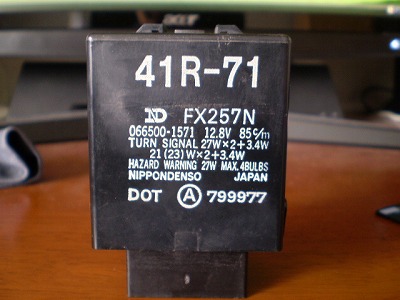 41R-71
ND FX257N
066500-1571 12.8V 85c/m
TURN SIGNAL 27W×2+3.4W
21(23)W×2+3.4W
HAZARD WARNING 27W MAX.4BULBS
NIPPONDENSO JAPAN
DOT A 799977